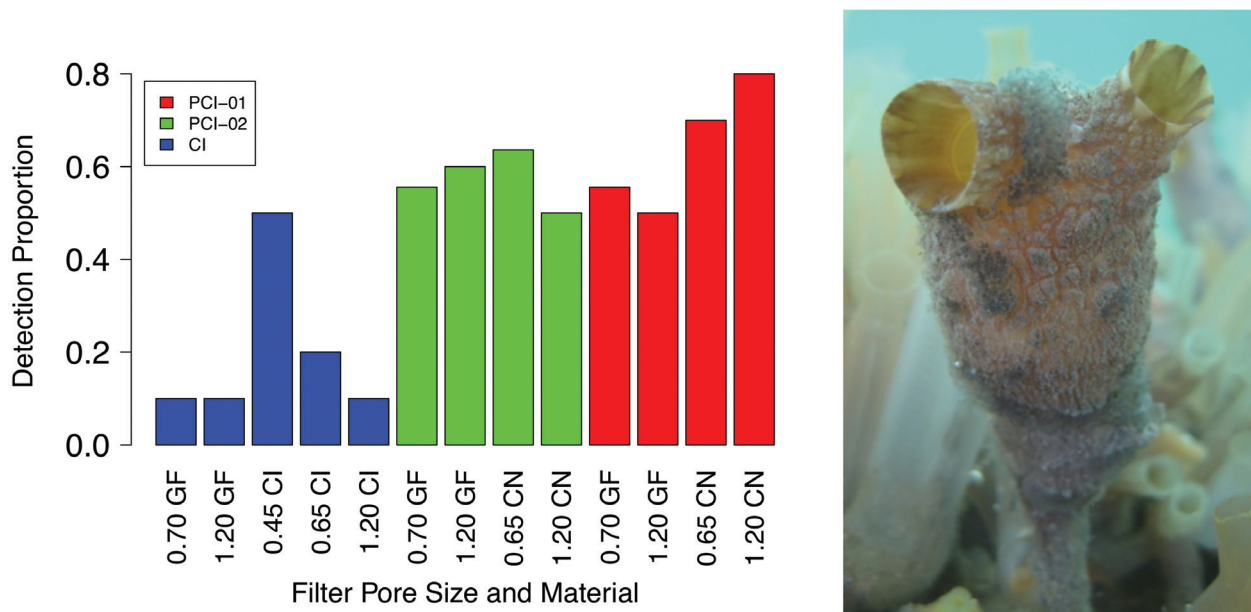 Detection Proportion
0.8
0.6
0.4
0.2
0.0
PCI-01
PCI-02
CI
0.70 GF
1.20 GF
0.45 CI
0.65 CI
1.20 CI
0.70 GF
1.20 GF
0.65 CN
1.20 CN
0.70 GF
1.20 GF
0.65 CN
1.20 CN
Filter Pore Size and Material